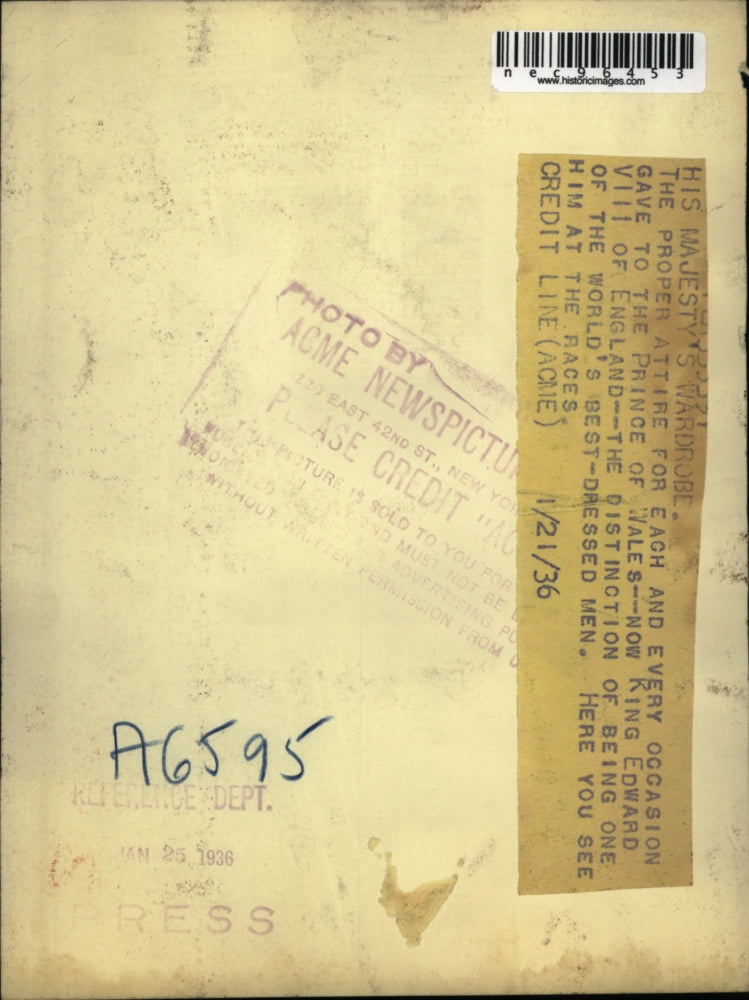 nec96453
www.historicimages.com
HIS MAJESTY'S WARDROBE.
THE PROPER ATTIRE FOR EACH AND EVERY OCCASION
GAVE TO THE PRINCE OF WALES--NOW KING EDWARD
VIII OF ENGLAND--THE DISTINCTION OF BEING ONE
OF THE WORLD'S BEST-DRESSED MEN. HERE YOU SEE
HIM AT THE RACES.
CREDIT LINE (ACME) 1/21/36
PHOTO BY
ACME NEWSPICTU
EAST 42ND ST., NEW YOR
PLEASE CREDIT "AC
THIS PICTURE IS SOLD TO YOU FOR
AND MUST NOT BE
ADVERTISING PU
WITHOUT WRITTEN PERMISSION FROM
A6595
REFERENCE DEPT.
JAN 25 1936
PRESS